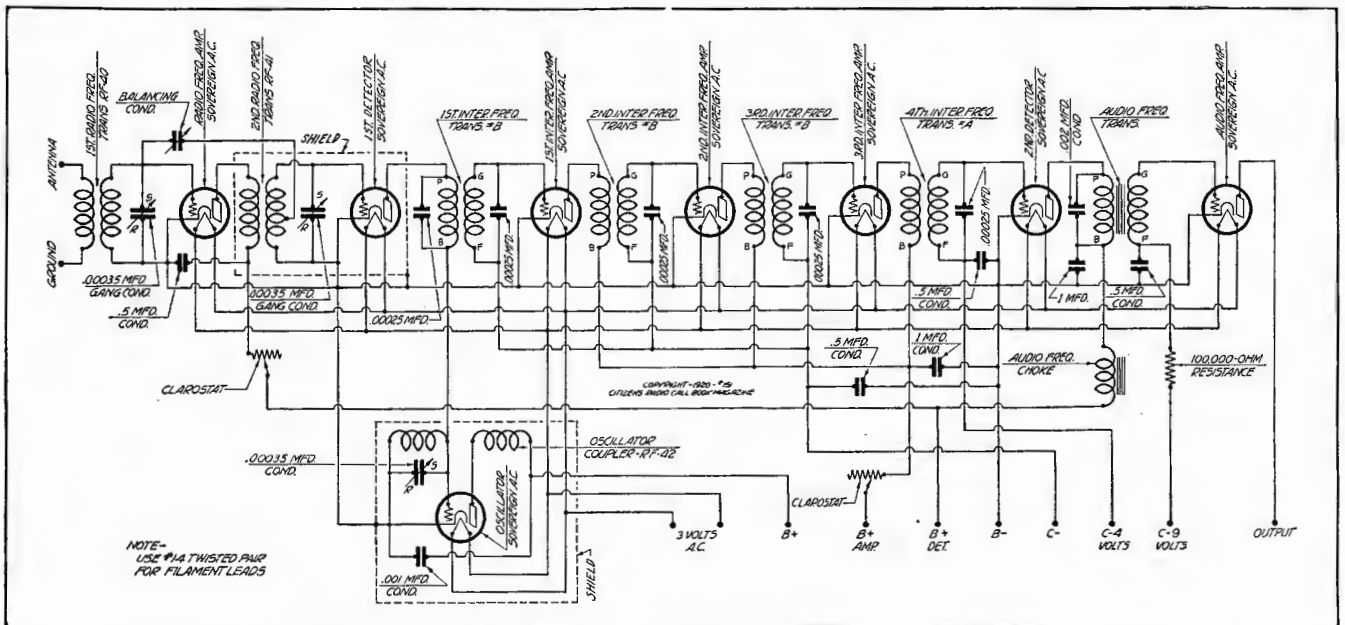 1ST. RADIO FREQ.
TRANS. RF-40
BALANCING
COND.
RADIO FREQ. AMP.
SOVEREIGN A.C.
2ND. RADIO FREQ.
TRANS RF-41
SHIELD
1ST. DETECTOR
SOVEREIGN A.C
1ST. INTER FREQ.
TRANS. #B
1ST. INTER. FREQ. AMP.
SOVEREIGN A.C
2ND. INTER FREQ.
TRANS. #B
2ND. INTER. FREQ. AMP.
SOVEREIGN A.C
3RD. INTER FREQ.
TRANS. #B
3RD. INTER FREQ. AMP.
SOVEREIGN A.C
4TH INTER FREQ.
TRANS. #A
2ND. DETECTOR
SOVEREIGN A.C
.002 MFD.
COND
AUDIO FREQ.
TRANS.
AUDIO FREQ. AMP.
SOVEREIGN A.C.
ANTENNA
GROUND
S
R
S
R
P
G
B
F
P
G
B
F
P
G
B
F
P
G
B
F
P
G
B
F
.00035 MFD.
GANG COND.
.5 MFD.
COND.
.00035 MFD.
GANG COND.
.00025 MFD.
.00025 MFD.
.00025 MFD.
.00025 MFD.
.00025 MFD.
.5 MFD.
COND.
.1 MFD.
.5 MFD.
COND.
CLAROSTAT
.5 MFD.
COND.
.1 MFD.
COND.
AUDIO FREQ.
CHOKE
100,000-OHM
RESISTANCE
CITIZENS RADIO CALL BOOK MAGAZINE
OSCILLATOR
COUPLER-RF-42
.00035 MFD.
COND.
S
R
OSCILLATOR
SOVEREIGN A.C
.001 MFD.
COND.
SHIELD
CLAROSTAT
3 VOLTS
A.C.
B+
B+
AMP.
B+
DET.
B-
C-
C-4
VOLTS
C-9
VOLTS
OUTPUT
NOTE-
USE #14 TWISTED PAIR
FOR FILAMENT LEADS